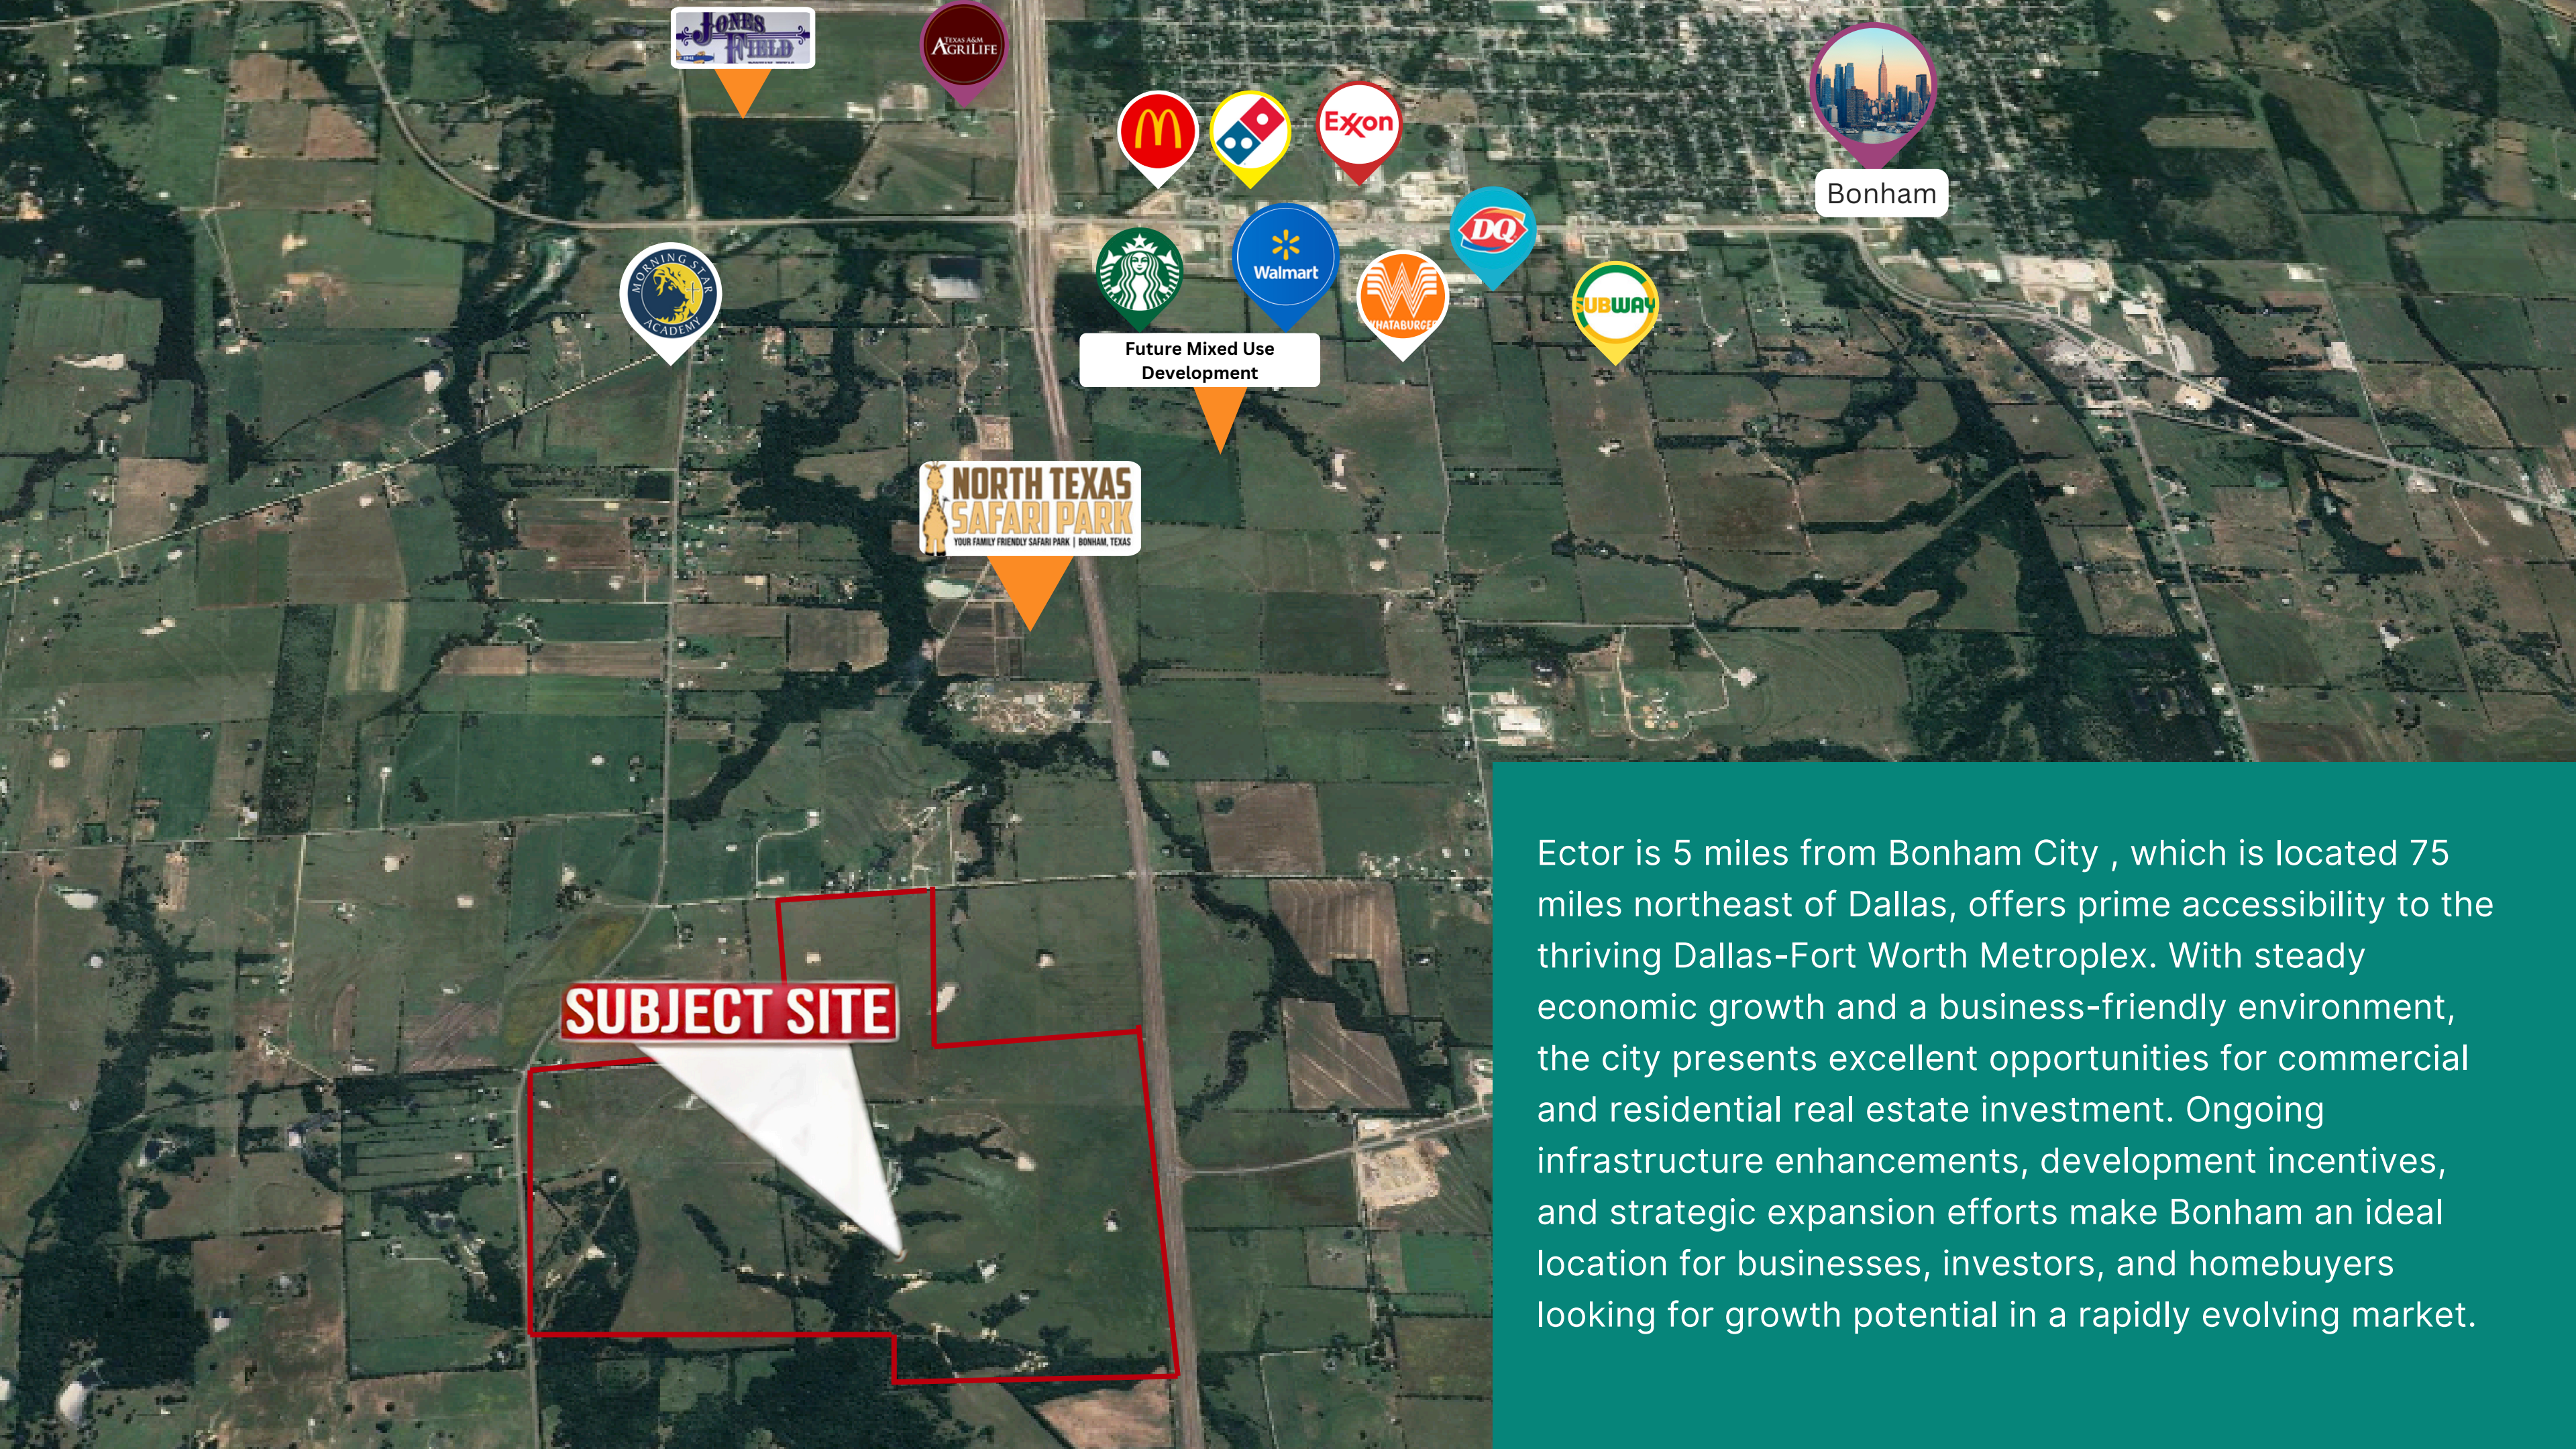 JONES
FIELD
TEXAS A&M
AGRILIFE
Exxon
Bonham
DQ
MORNING STAR
ACADEMY
Walmart
WHATABURGER
SUBWAY
Future Mixed Use
Development
NORTH TEXAS
SAFARI PARK
YOUR FAMILY FRIENDLY SAFARI PARK | BONHAM, TEXAS
SUBJECT SITE
Ector is 5 miles from Bonham City , which is located 75
miles northeast of Dallas, offers prime accessibility to the
thriving Dallas-Fort Worth Metroplex. With steady
economic growth and a business-friendly environment,
the city presents excellent opportunities for commercial
and residential real estate investment. Ongoing
infrastructure enhancements, development incentives,
and strategic expansion efforts make Bonham an ideal
location for businesses, investors, and homebuyers
looking for growth potential in a rapidly evolving market.